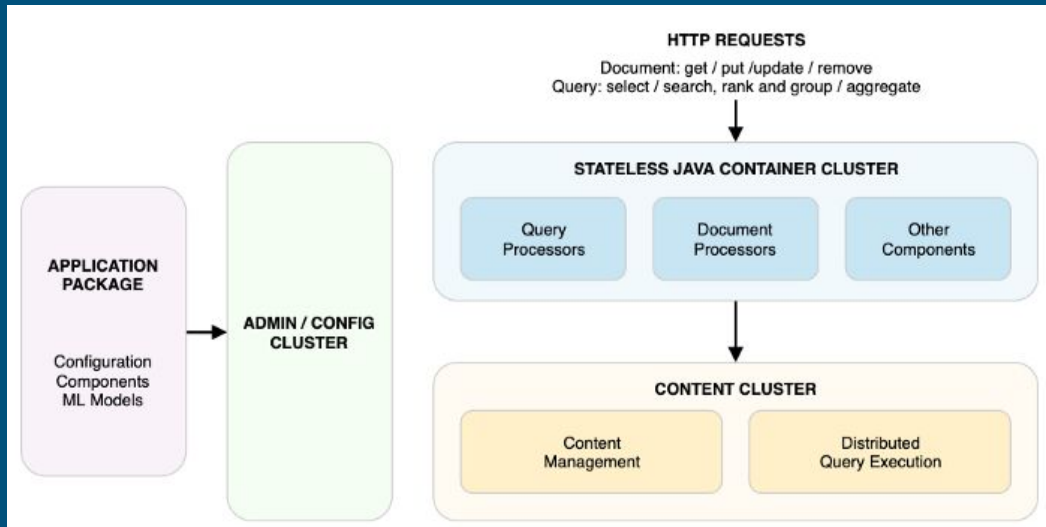 HTTP REQUESTS
Document: get / put /update / remove
Query: select / search, rank and group / aggregate
STATELESS JAVA CONTAINER CLUSTER
Query
Processors
Document
Processors
Other
Components
APPLICATION
PACKAGE
Configuration
Components
ML Models
ADMIN / CONFIG
CLUSTER
CONTENT CLUSTER
Content
Management
Distributed
Query Execution